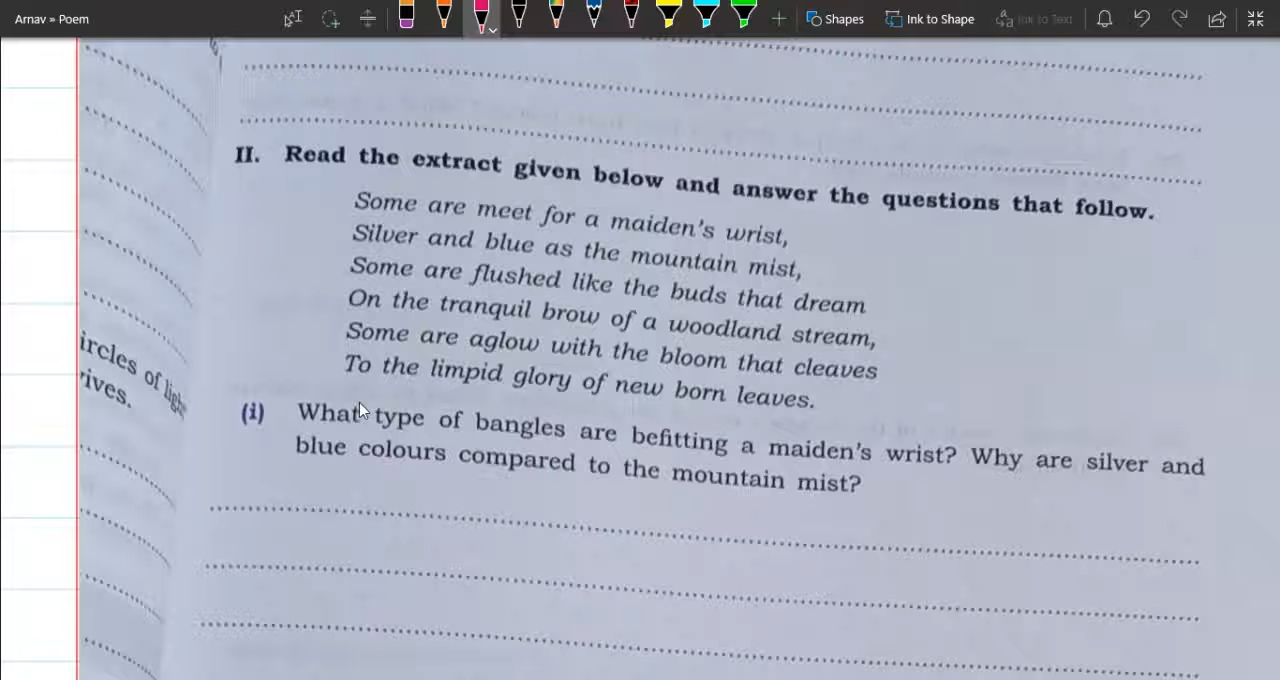 Arnav » Poem
Shapes
Ink to Shape
Ink to Text
II. Read the extract given below and answer the questions that follow.
Some are meet for a maiden's wrist,
Silver and blue as the mountain mist,
Some are flushed like the buds that dream
On the tranquil brow of a woodland stream,
Some are aglow with the bloom that cleaves
To the limpid glory of new born leaves.
ircles of light
rives.
(i) What type of bangles are befitting a maiden's wrist? Why are silver and
blue colours compared to the mountain mist?